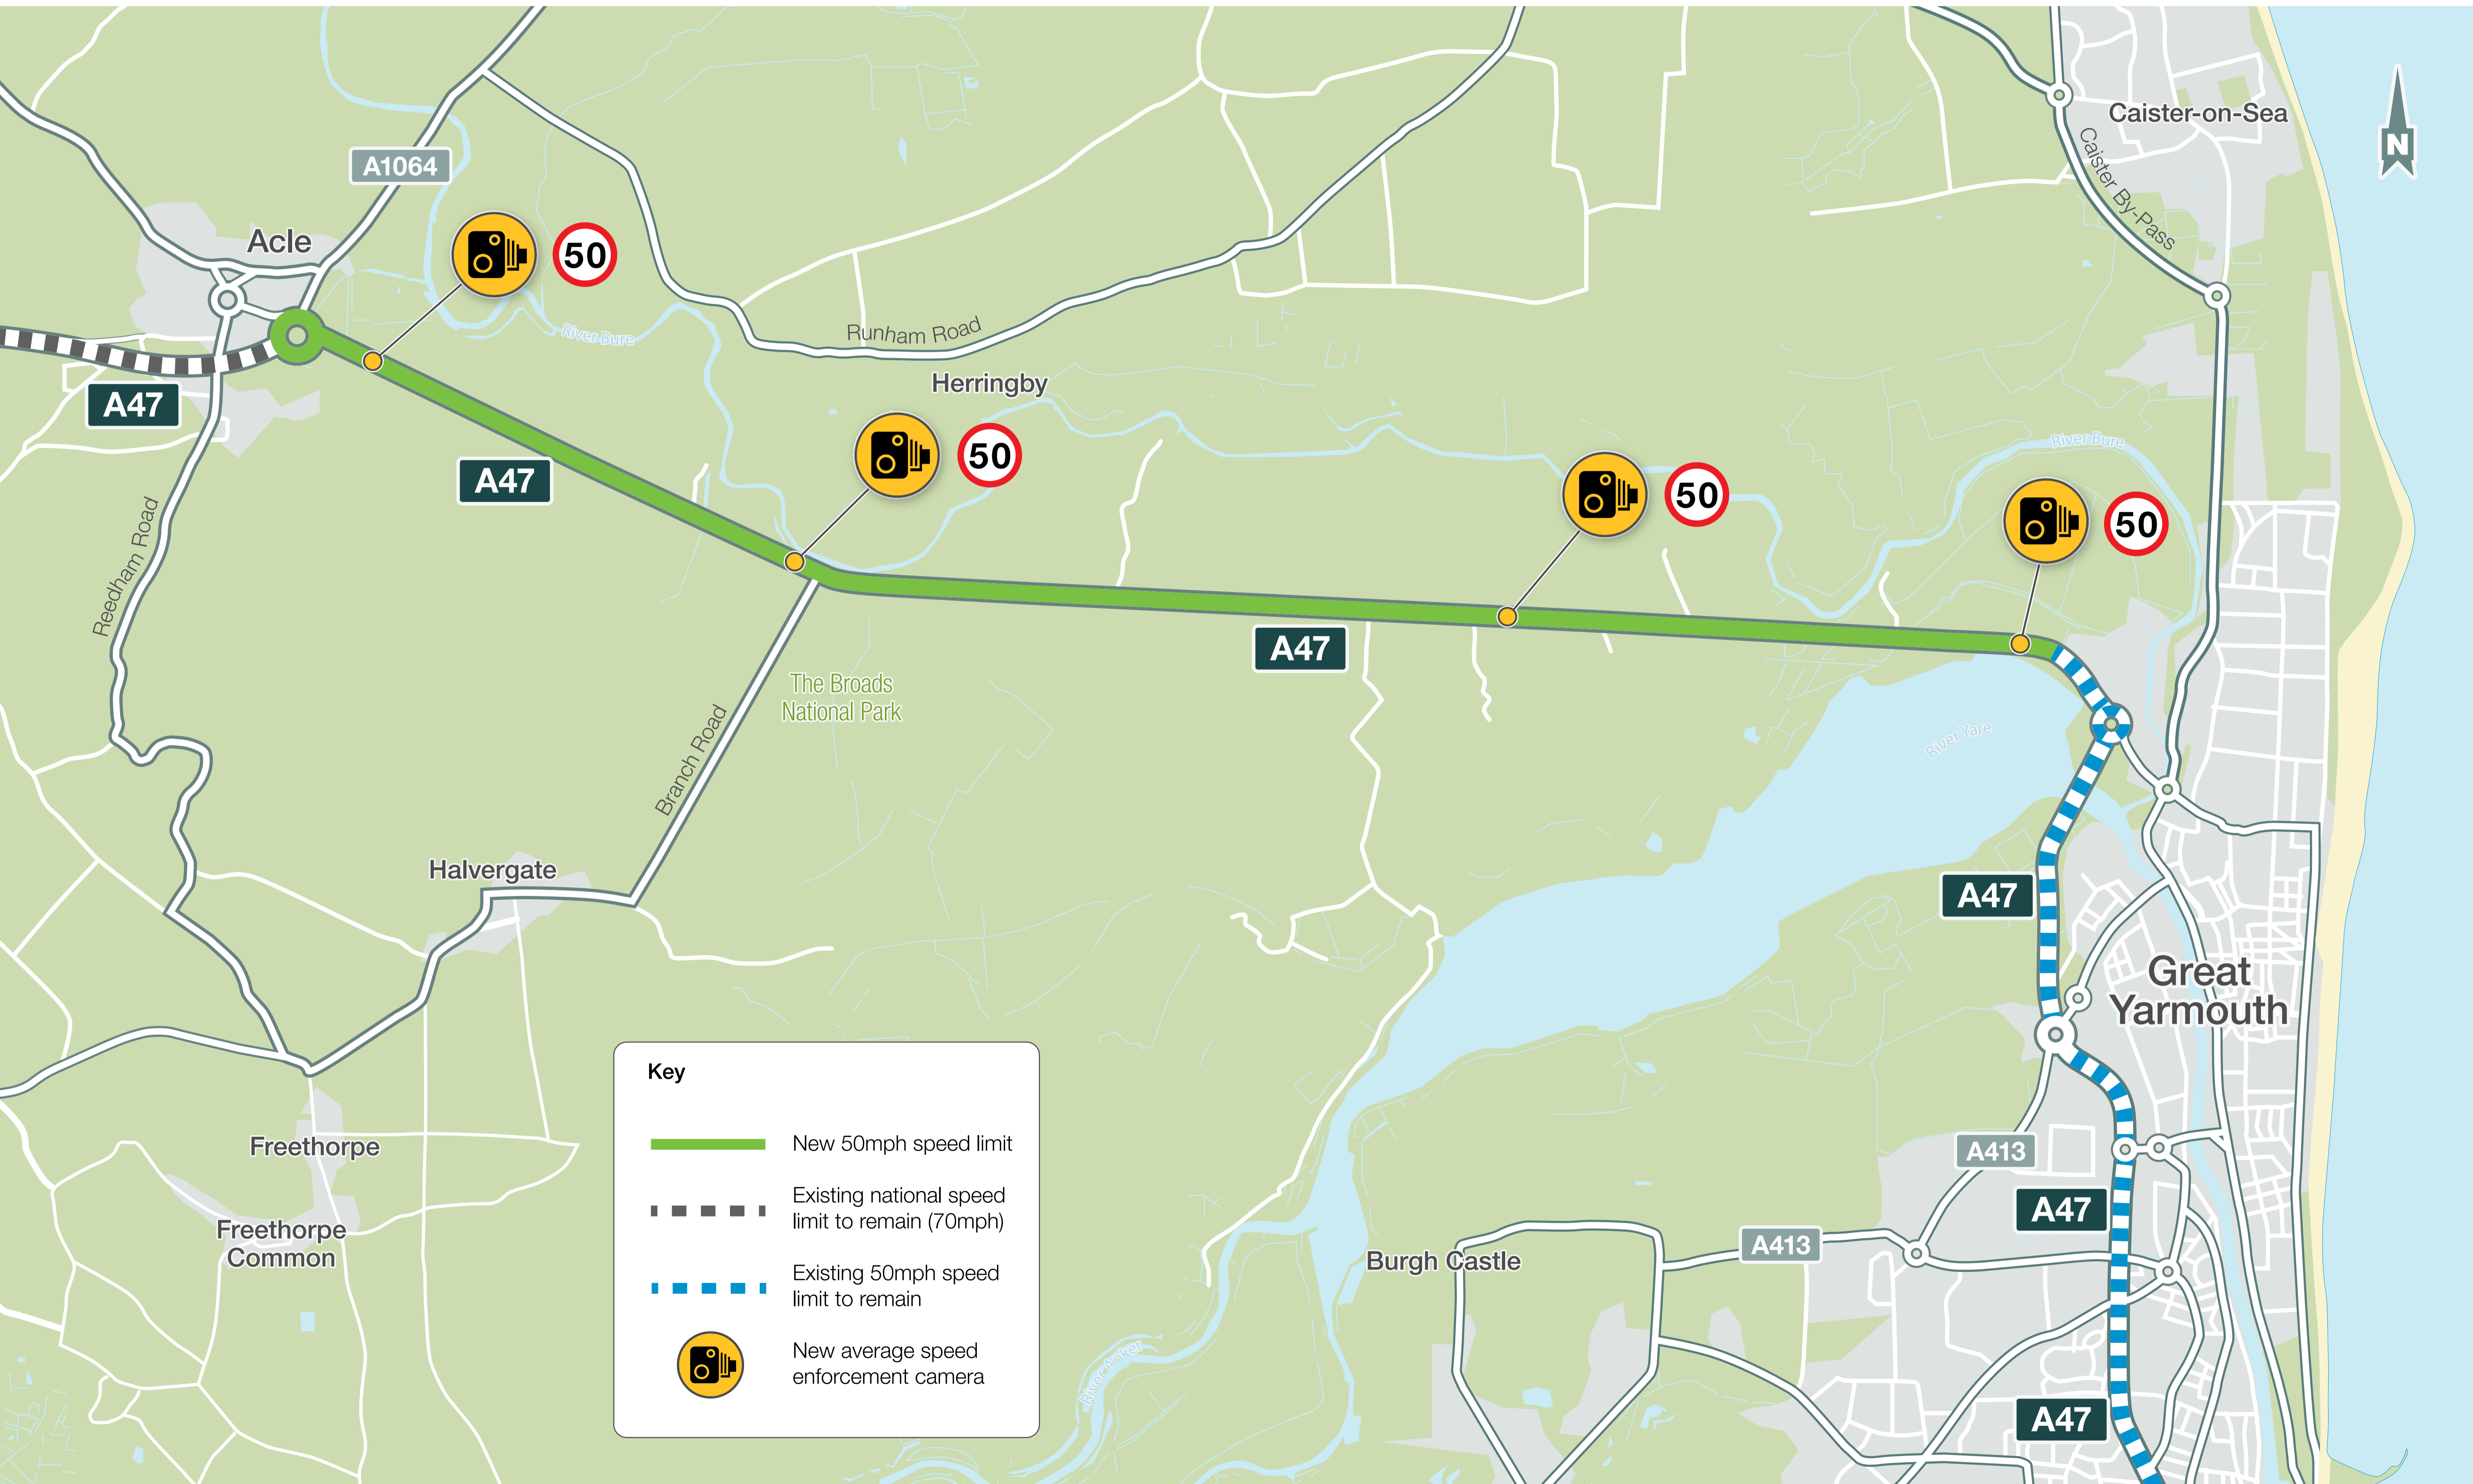 Caister-on-Sea
N
Caister By-Pass
A1064
Acle
50
River Bure
Runham Road
Herringby
A47
50
River Bure
A47
50
50
Reedham Road
A47
The Broads
National Park
River Yare
Branch Road
Halvergate
A47
Great
Yarmouth
Key
New 50mph speed limit
Existing national speed
limit to remain (70mph)
Existing 50mph speed
limit to remain
New average speed
enforcement camera
Freethorpe
Freethorpe
Common
A413
A47
A413
Burgh Castle
River Anker
A47